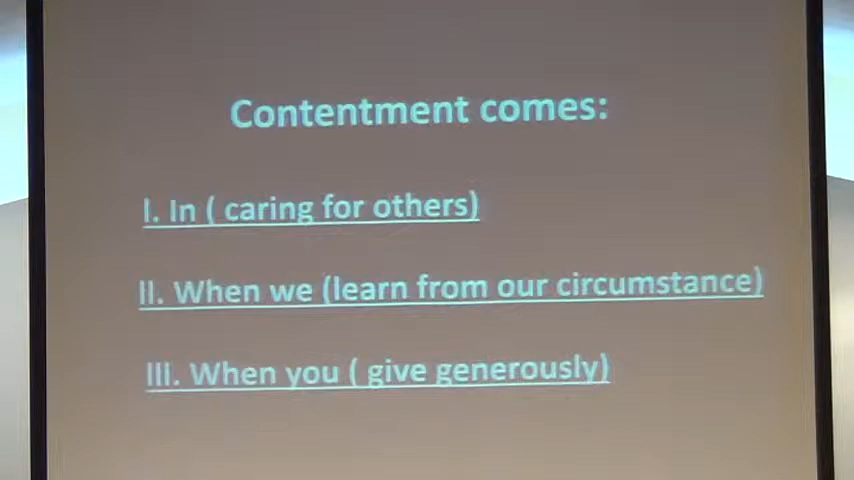 Contentment comes:
I. In ( caring for others)
II. When we (learn from our circumstance)
III. When you ( give generously)